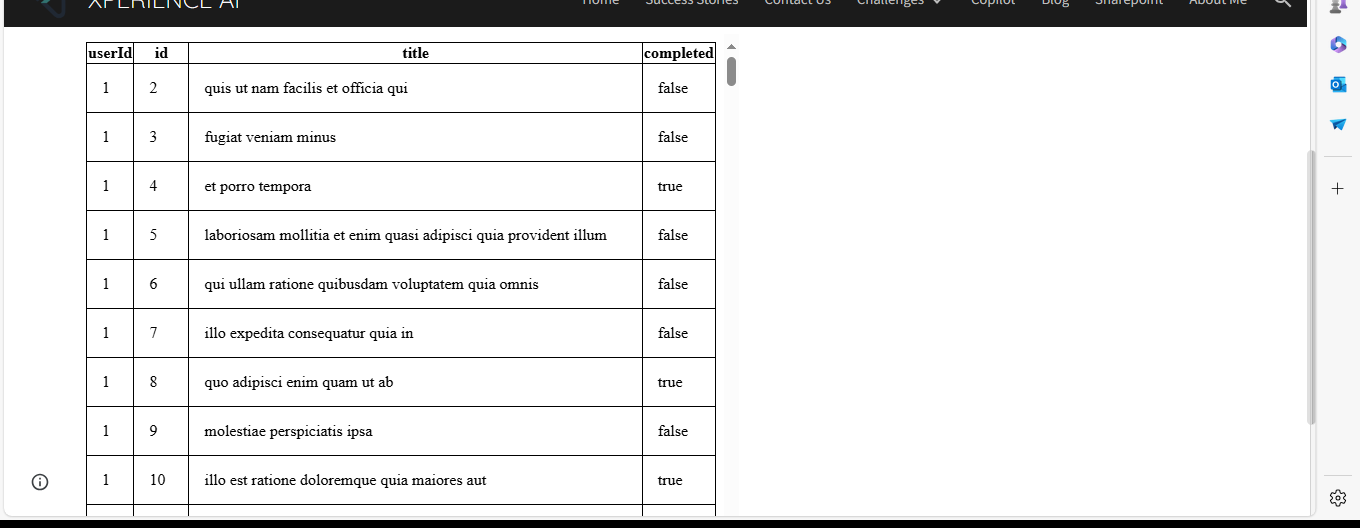 XPERIENCE AI
Home Success Stories Contact Us Challenges Copilot Blog Sharepoint About Me
userId id title completed
1 2 quis ut nam facilis et officia qui false
1 3 fugiat veniam minus false
1 4 et porro tempora true
1 5 laboriosam mollitia et enim quasi adipisci quia provident illum false
1 6 qui ullam ratione quibusdam voluptatem quia omnis false
1 7 illo expedita consequatur quia in false
1 8 quo adipisci enim quam ut ab true
1 9 molestiae perspiciatis ipsa false
1 10 illo est ratione doloremque quia maiores aut true